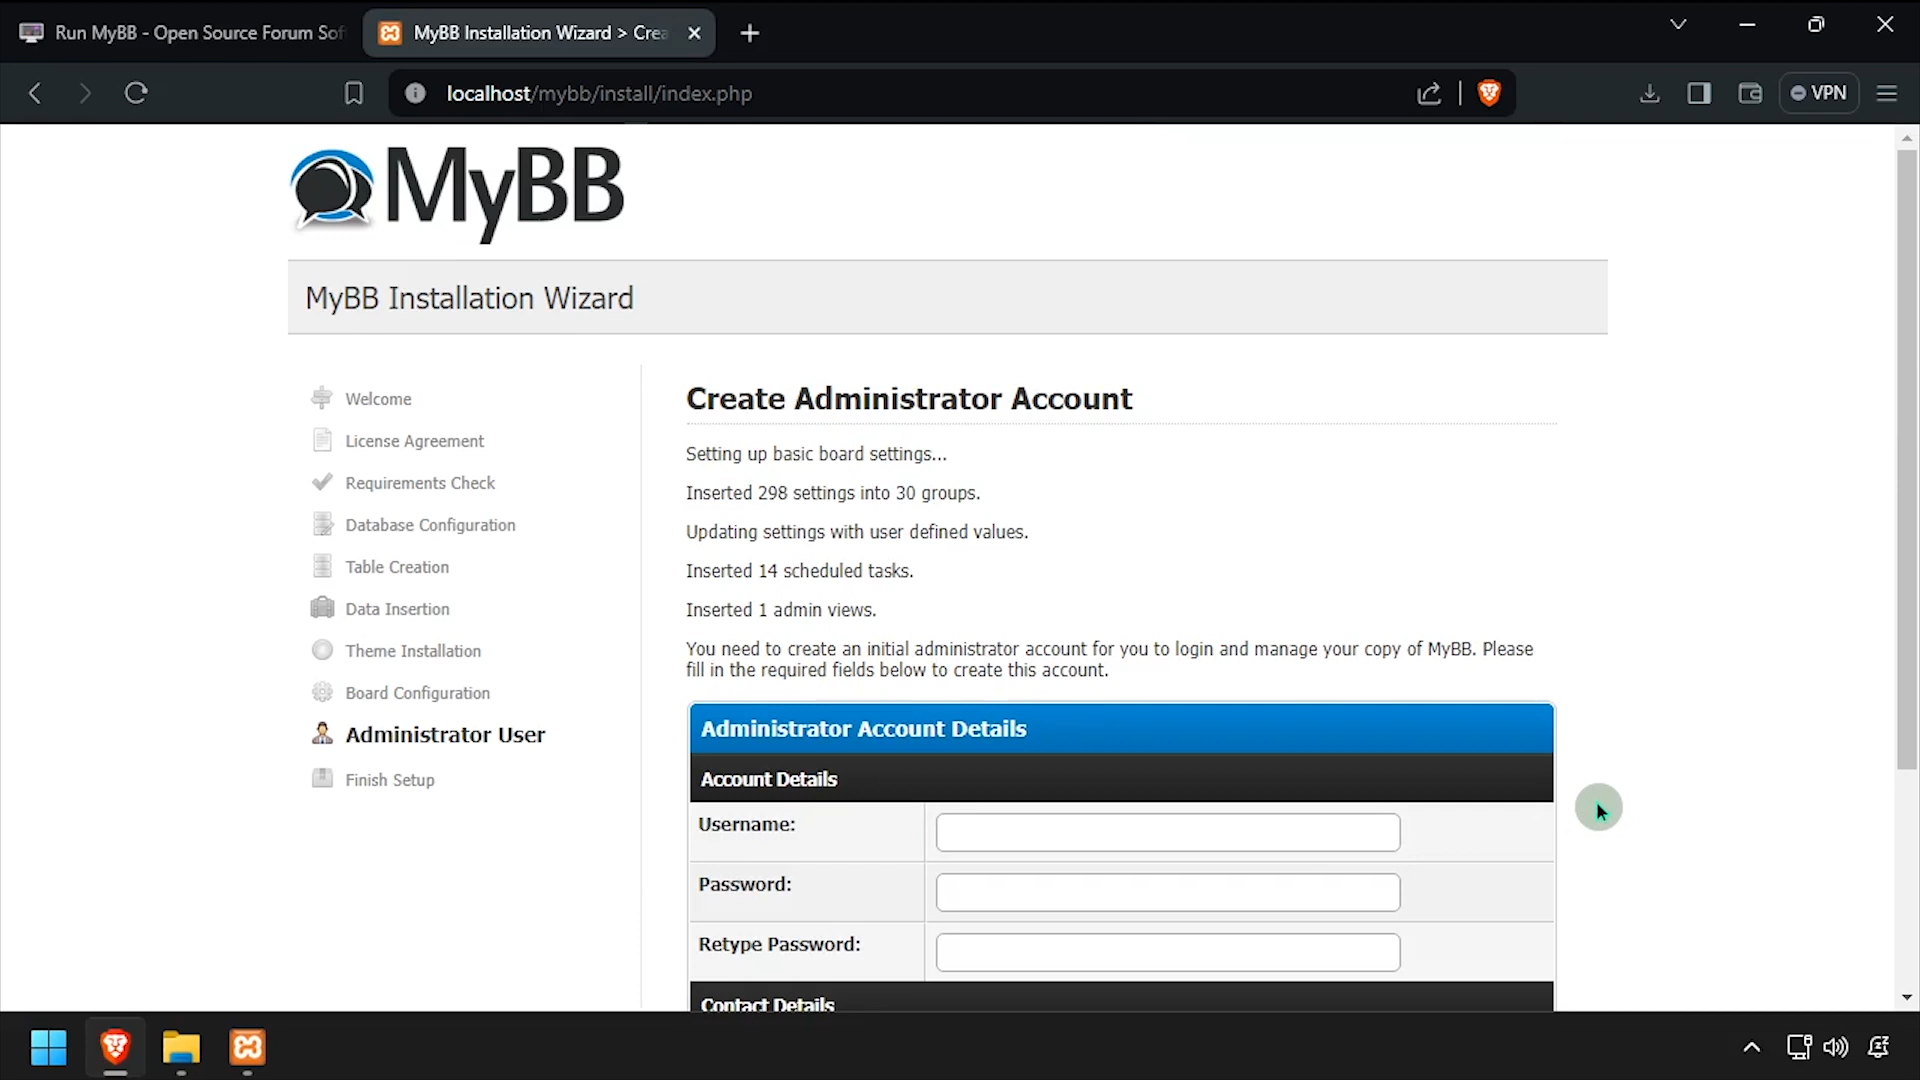 Run MyBB - Open Source Forum Sof
MyBB Installation Wizard > Crea
localhost/mybb/install/index.php
VPN
MyBB
MyBB Installation Wizard
Welcome
License Agreement
Requirements Check
Database Configuration
Table Creation
Data Insertion
Theme Installation
Board Configuration
Administrator User
Finish Setup
Create Administrator Account
Setting up basic board settings...
Inserted 298 settings into 30 groups.
Updating settings with user defined values.
Inserted 14 scheduled tasks.
Inserted 1 admin views.
You need to create an initial administrator account for you to login and manage your copy of MyBB. Please
fill in the required fields below to create this account.
Administrator Account Details
Account Details
Username:
Password:
Retype Password:
Contact Details